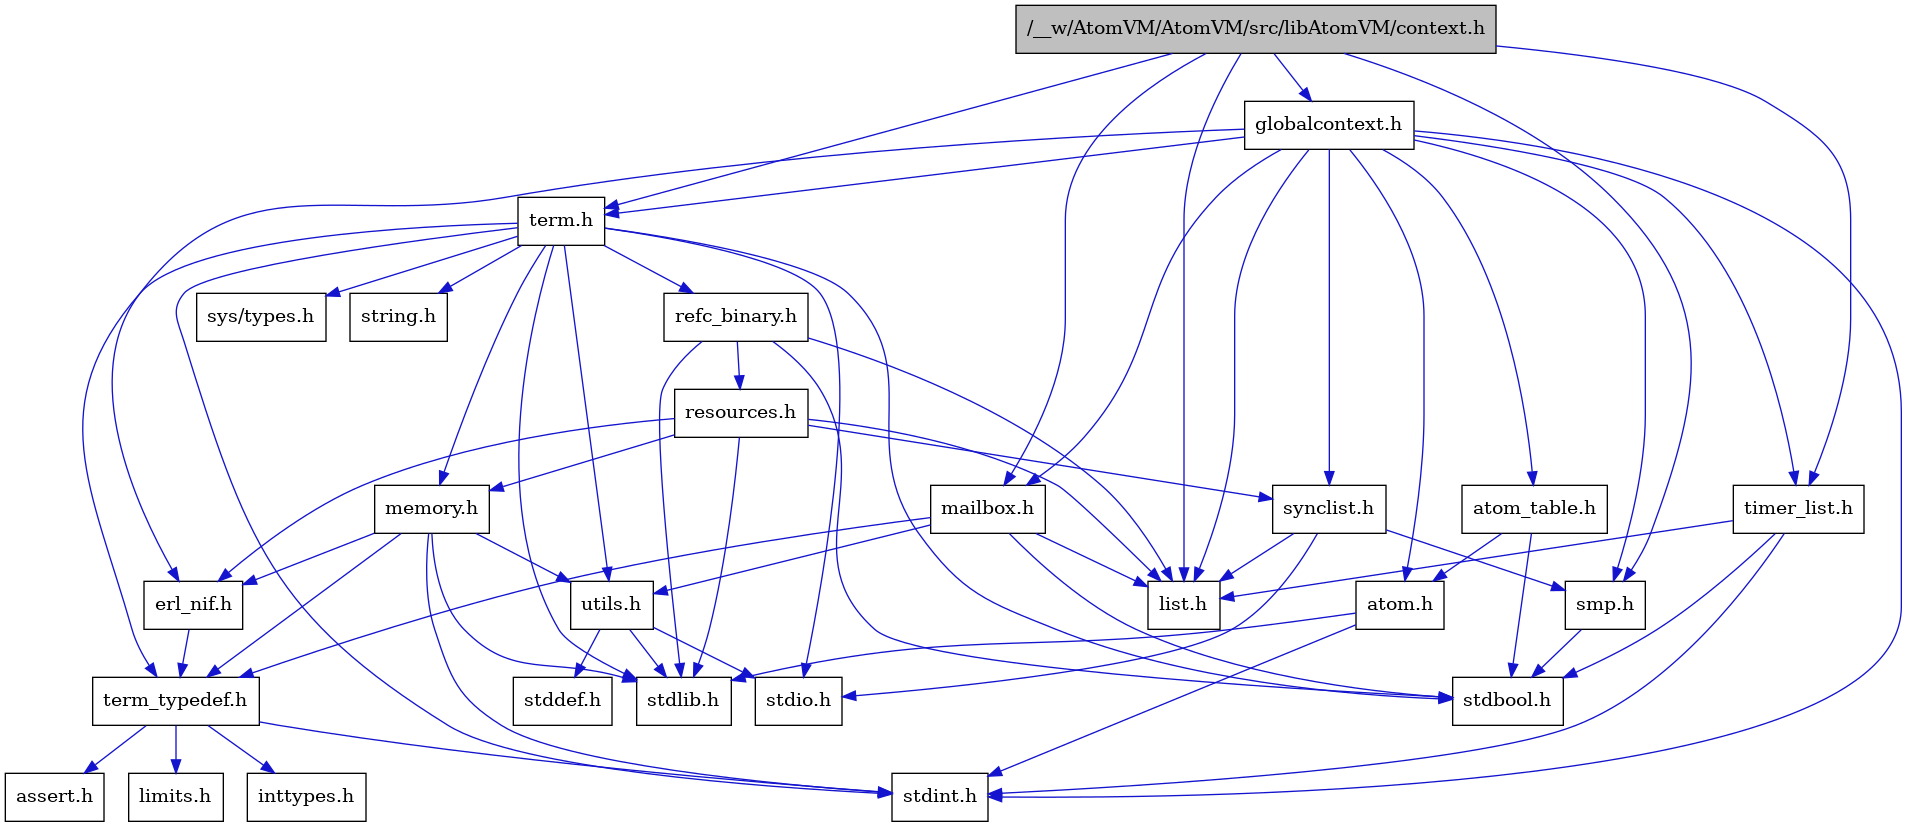 /__w/AtomVM/AtomVM/src/libAtomVM/context.h
globalcontext.h
term.h
sys/types.h
string.h
refc_binary.h
resources.h
memory.h
mailbox.h
synclist.h
atom_table.h
timer_list.h
erl_nif.h
utils.h
list.h
atom.h
smp.h
term_typedef.h
stddef.h
stdlib.h
stdio.h
stdbool.h
assert.h
limits.h
inttypes.h
stdint.h